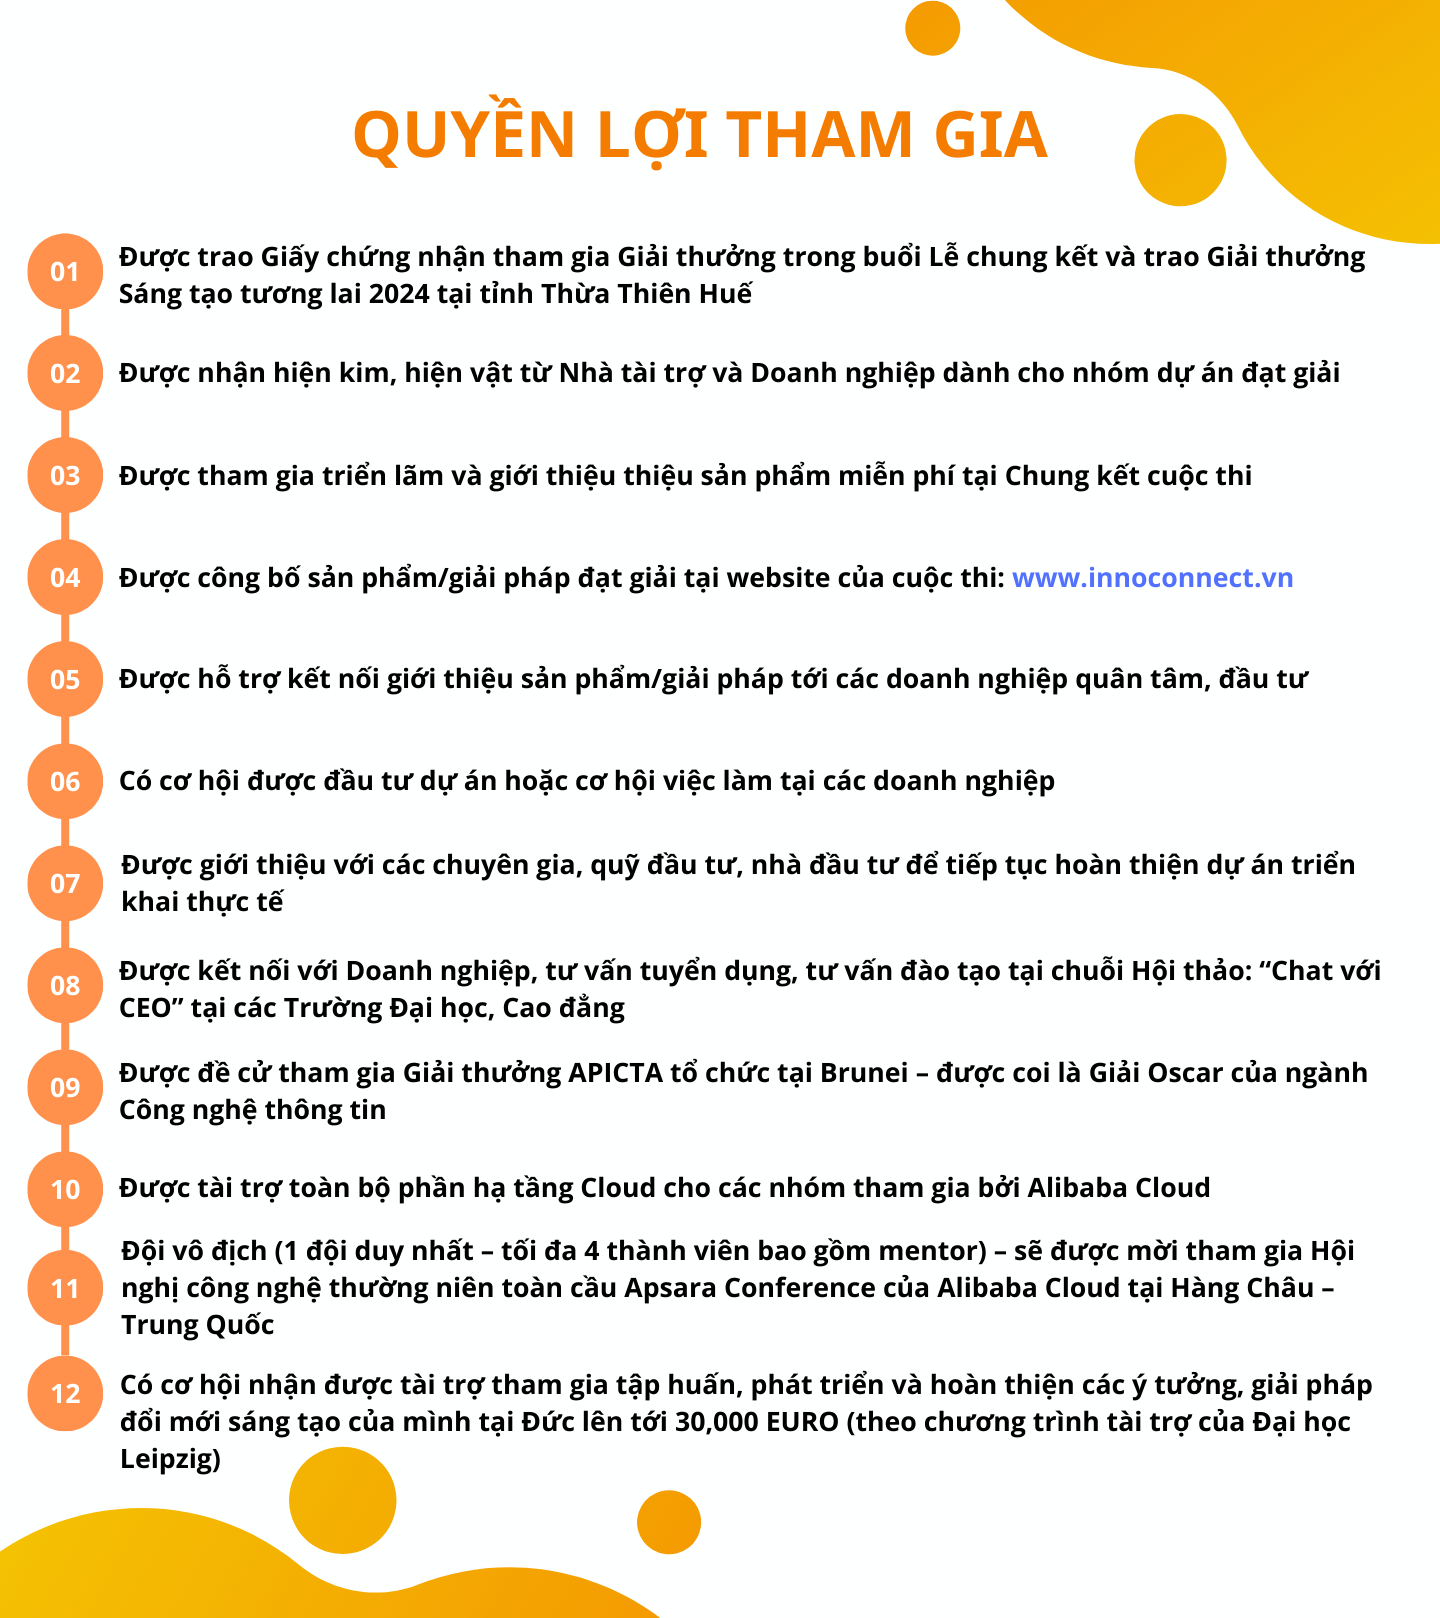 QUYỀN LỢI THAM GIA
01
Được trao Giấy chứng nhận tham gia Giải thưởng trong buổi Lễ chung kết và trao Giải thưởng
Sáng tạo tương lai 2024 tại tỉnh Thừa Thiên Huế
02
Được nhận hiện kim, hiện vật từ Nhà tài trợ và Doanh nghiệp dành cho nhóm dự án đạt giải
03
Được tham gia triển lãm và giới thiệu thiệu sản phẩm miễn phí tại Chung kết cuộc thi
04
Được công bố sản phẩm/giải pháp đạt giải tại website của cuộc thi: www.innoconnect.vn
05
Được hỗ trợ kết nối giới thiệu sản phẩm/giải pháp tới các doanh nghiệp quân tâm, đầu tư
06
Có cơ hội được đầu tư dự án hoặc cơ hội việc làm tại các doanh nghiệp
07
Được giới thiệu với các chuyên gia, quỹ đầu tư, nhà đầu tư để tiếp tục hoàn thiện dự án triển
khai thực tế
08
Được kết nối với Doanh nghiệp, tư vấn tuyển dụng, tư vấn đào tạo tại chuỗi Hội thảo: “Chat với
CEO” tại các Trường Đại học, Cao đẳng
09
Được đề cử tham gia Giải thưởng APICTA tổ chức tại Brunei – được coi là Giải Oscar của ngành
Công nghệ thông tin
10
Được tài trợ toàn bộ phần hạ tầng Cloud cho các nhóm tham gia bởi Alibaba Cloud
11
Đội vô địch (1 đội duy nhất – tối đa 4 thành viên bao gồm mentor) – sẽ được mời tham gia Hội
nghị công nghệ thường niên toàn cầu Apsara Conference của Alibaba Cloud tại Hàng Châu –
Trung Quốc
12
Có cơ hội nhận được tài trợ tham gia tập huấn, phát triển và hoàn thiện các ý tưởng, giải pháp
đổi mới sáng tạo của mình tại Đức lên tới 30,000 EURO (theo chương trình tài trợ của Đại học
Leipzig)